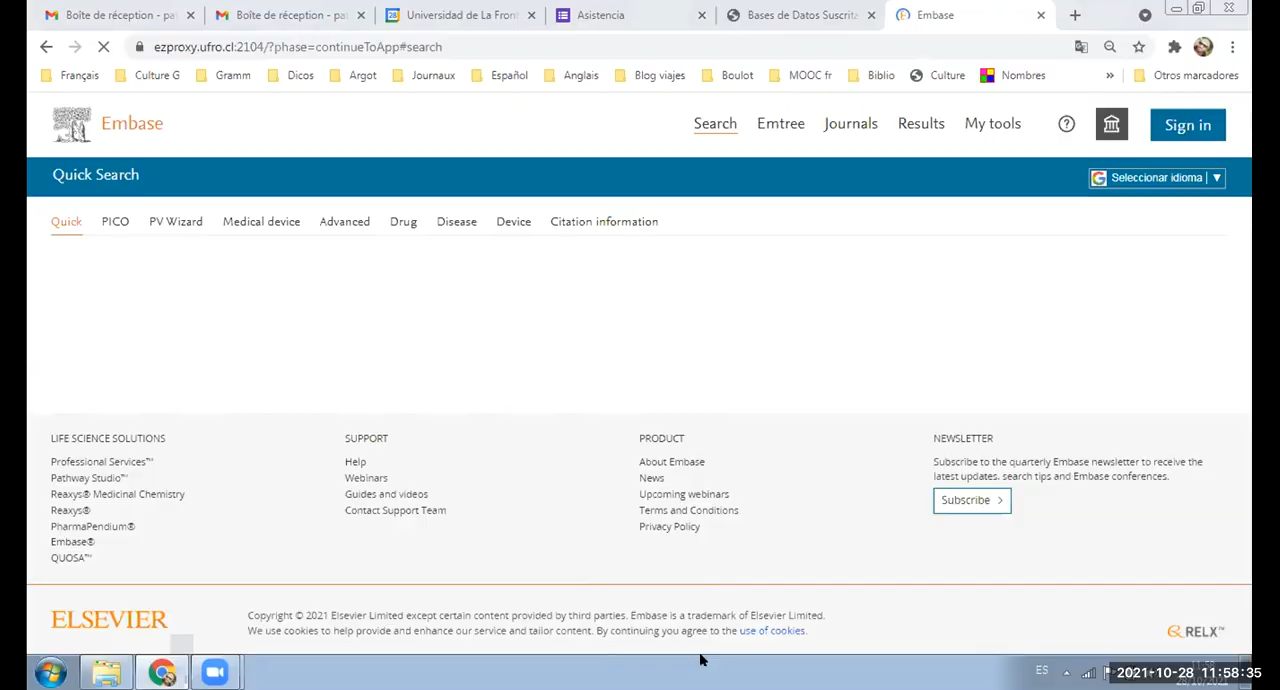 Boîte de réception - pa
Boîte de réception - pat
Universidad de La Front
Asistencia
Bases de Datos Suscrita
Embase
ezproxy.ufro.cl:2104/?phase=continueToApp#search
Français
Culture G
Gramm
Dicos
Argot
Journaux
Español
Anglais
Blog viajes
Boulot
MOOC fr
Biblio
Culture
Nombres
»
Otros marcadores
Embase
Search
Emtree
Journals
Results
My tools
Sign in
Quick Search
Seleccionar idioma
Quick
PICO
PV Wizard
Medical device
Advanced
Drug
Disease
Device
Citation information
LIFE SCIENCE SOLUTIONS
Professional Services™
Pathway Studio™
Reaxys® Medicinal Chemistry
Reaxys®
PharmaPendium®
Embase®
QUOSA™
SUPPORT
Help
Webinars
Guides and videos
Contact Support Team
PRODUCT
About Embase
News
Upcoming webinars
Terms and Conditions
Privacy Policy
NEWSLETTER
Subscribe to the quarterly Embase newsletter to receive the
latest updates, search tips and Embase conferences.
Subscribe >
ELSEVIER
Copyright © 2021 Elsevier Limited except certain content provided by third parties. Embase is a trademark of Elsevier Limited.
We use cookies to help provide and enhance our service and tailor content. By continuing you agree to the use of cookies.
RELX™
ES
2021-10-28 11:58:35